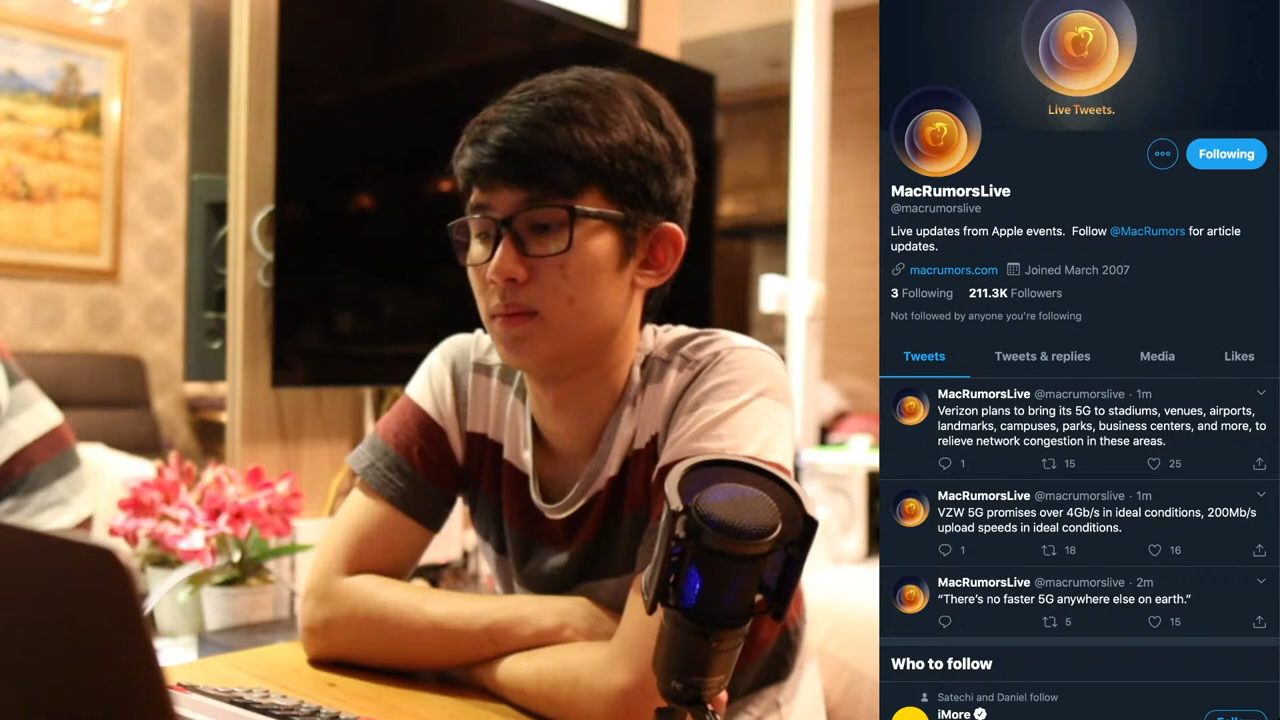 Live Tweets.
Following
MacRumorsLive
@macrumorslive
Live updates from Apple events. Follow @MacRumors for article
updates.
macrumors.com Joined March 2007
3 Following 211.3K Followers
Not followed by anyone you're following
Tweets Tweets & replies Media Likes
MacRumorsLive @macrumorslive · 1m
Verizon plans to bring its 5G to stadiums, venues, airports,
landmarks, campuses, parks, business centers, and more, to
relieve network congestion in these areas.
1 15 25
MacRumorsLive @macrumorslive · 1m
VZW 5G promises over 4Gb/s in ideal conditions, 200Mb/s
upload speeds in ideal conditions.
1 18 16
MacRumorsLive @macrumorslive · 2m
“There's no faster 5G anywhere else on earth.”
5 15
Who to follow
Satechi and Daniel follow
iMore
Follow